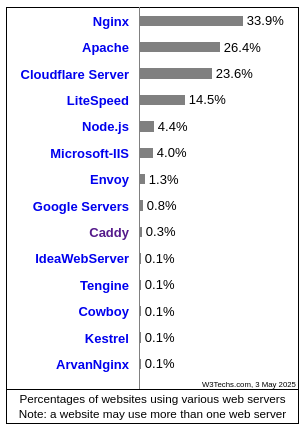 Nginx 33.9%
Apache 26.4%
Cloudflare Server 23.6%
LiteSpeed 14.5%
Node.js 4.4%
Microsoft-IIS 4.0%
Envoy 1.3%
Google Servers 0.8%
Caddy 0.3%
IdeaWebServer 0.1%
Tengine 0.1%
Cowboy 0.1%
Kestrel 0.1%
ArvanNginx 0.1%
W3Techs.com, 3 May 2025
Percentages of websites using various web servers
Note: a website may use more than one web server